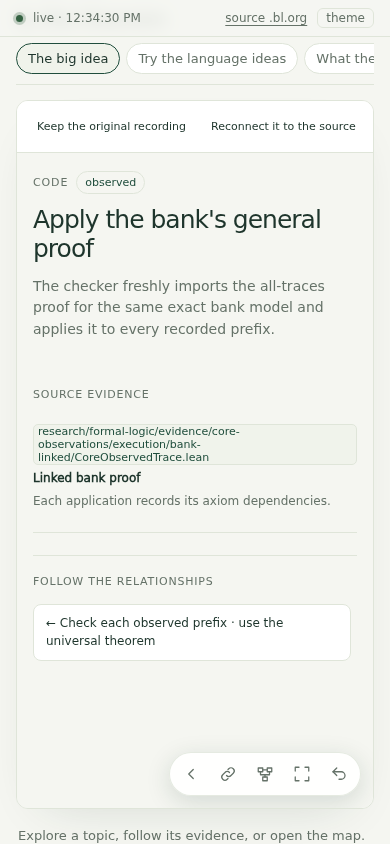 live · 12:34:30 PM
source .bl.org
theme
The big idea
Try the language ideas
What the
Keep the original recording
Reconnect it to the source
CODE
observed
Apply the bank's general
proof
The checker freshly imports the all-traces
proof for the same exact bank model and
applies it to every recorded prefix.
SOURCE EVIDENCE
research/formal-logic/evidence/core-
observations/execution/bank-
linked/CoreObservedTrace.lean
Linked bank proof
Each application records its axiom dependencies.
FOLLOW THE RELATIONSHIPS
← Check each observed prefix · use the
universal theorem
Explore a topic, follow its evidence, or open the map.